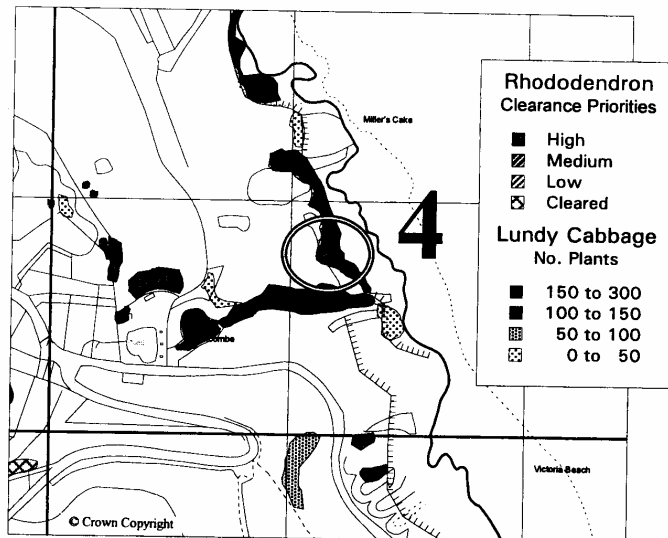 Miller's Cake
4
combe
Victoria Beach
© Crown Copyright
Rhododendron
Clearance Priorities
High
Medium
Low
Cleared
Lundy Cabbage
No. Plants
150 to 300
100 to 150
50 to 100
0 to 50